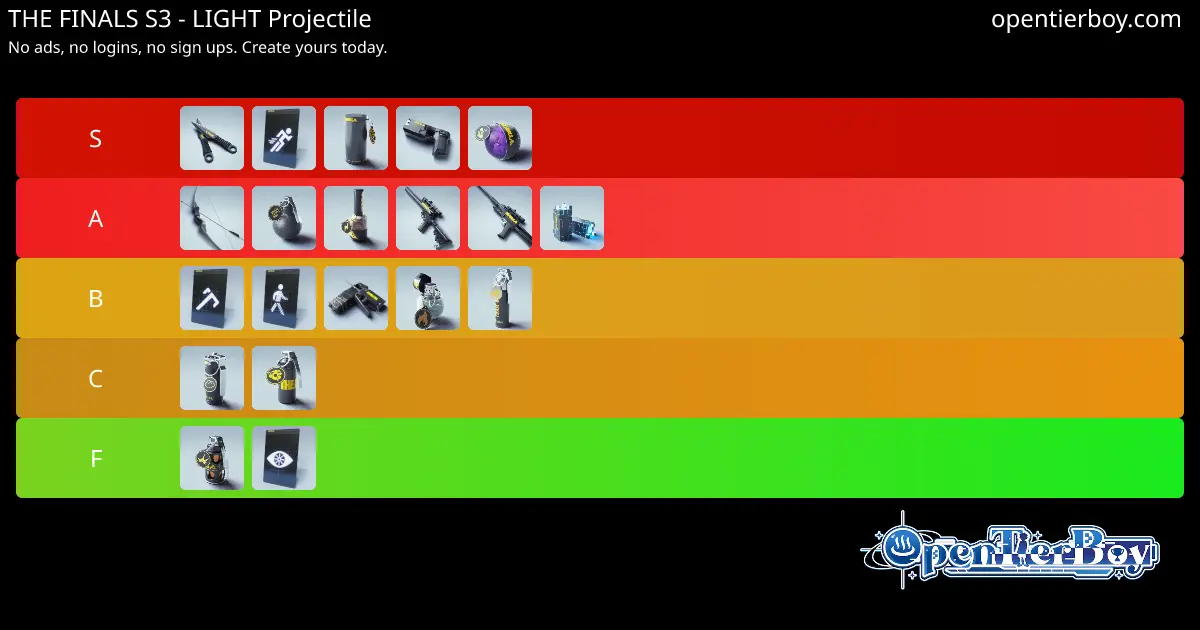 THE FINALS S3 - LIGHT Projectile
opentierboy.com
No ads, no logins, no sign ups. Create yours today.
S
A
B
C
F
OpenTierBoy